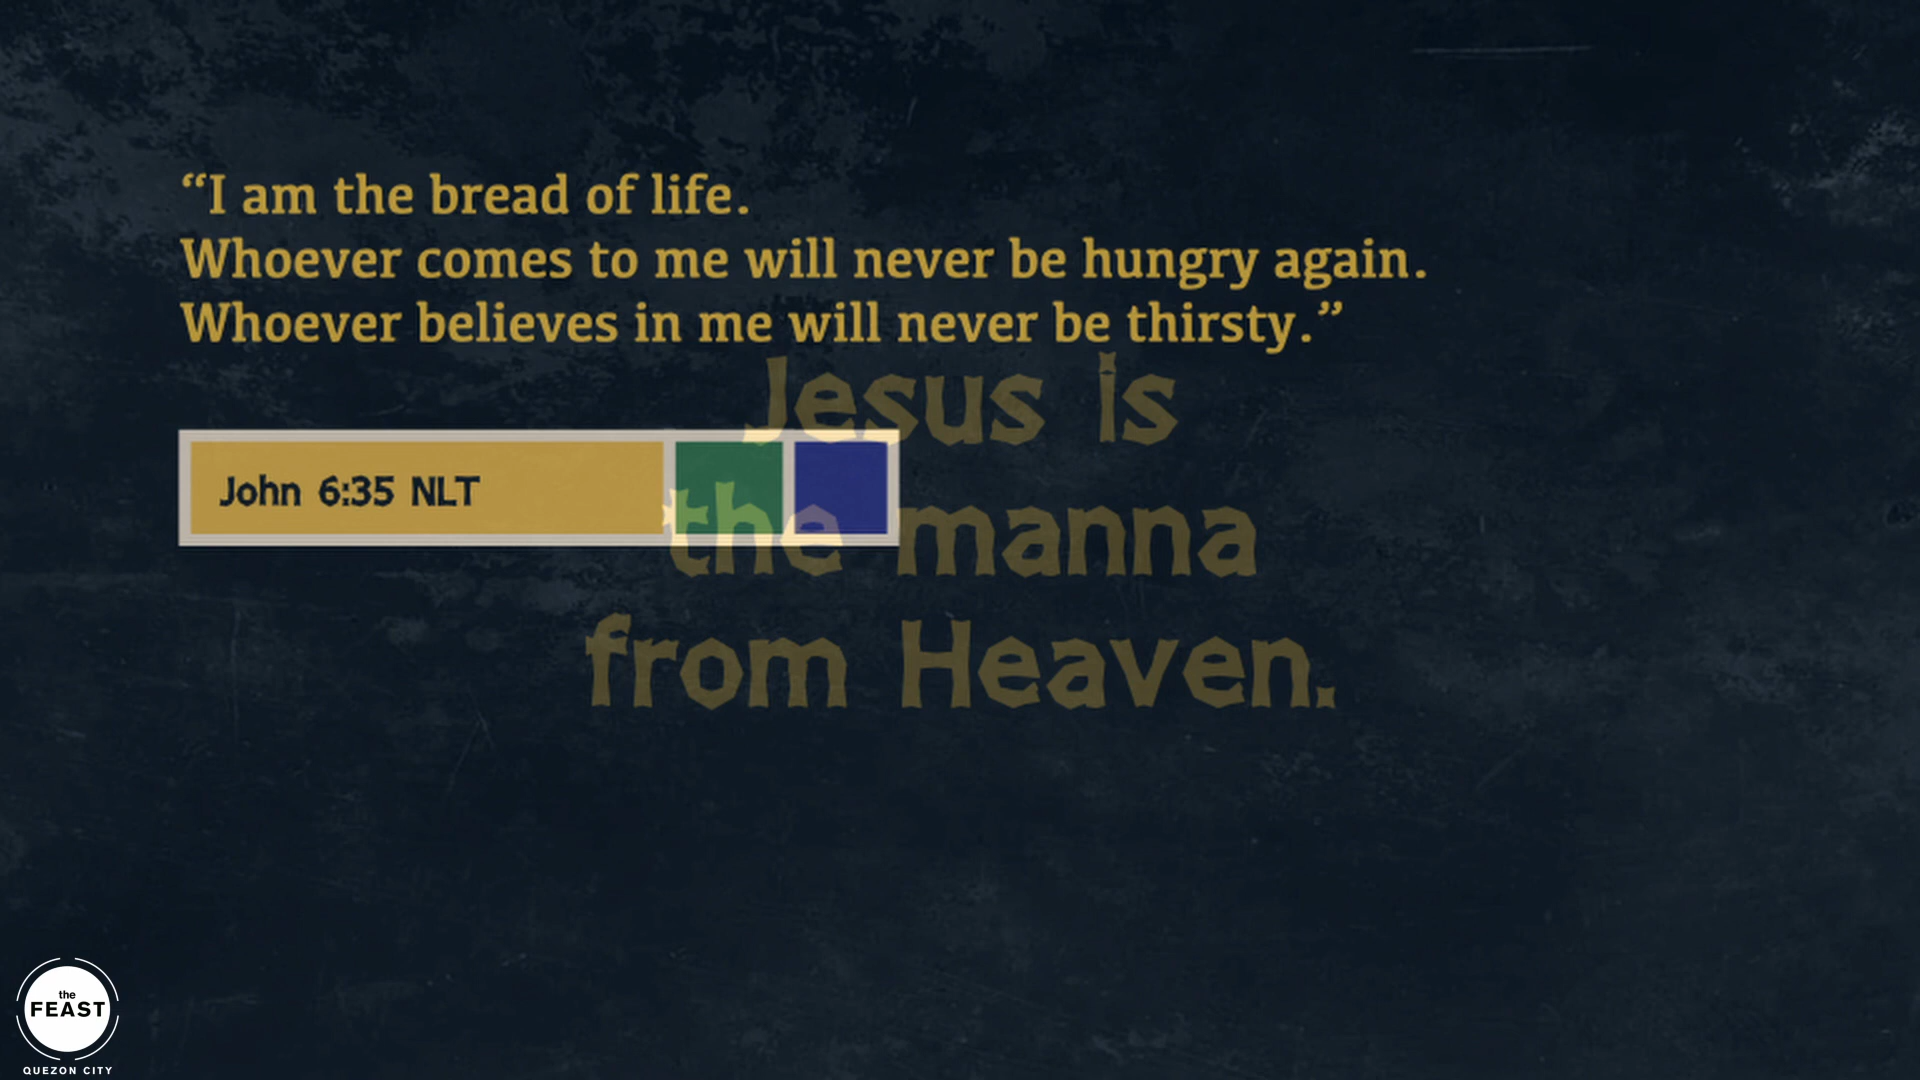 “I am the bread of life.
Whoever comes to me will never be hungry again.
Whoever believes in me will never be thirsty.”
Jesus is
the manna
from Heaven.
John 6:35 NLT
the
FEAST
QUEZON CITY